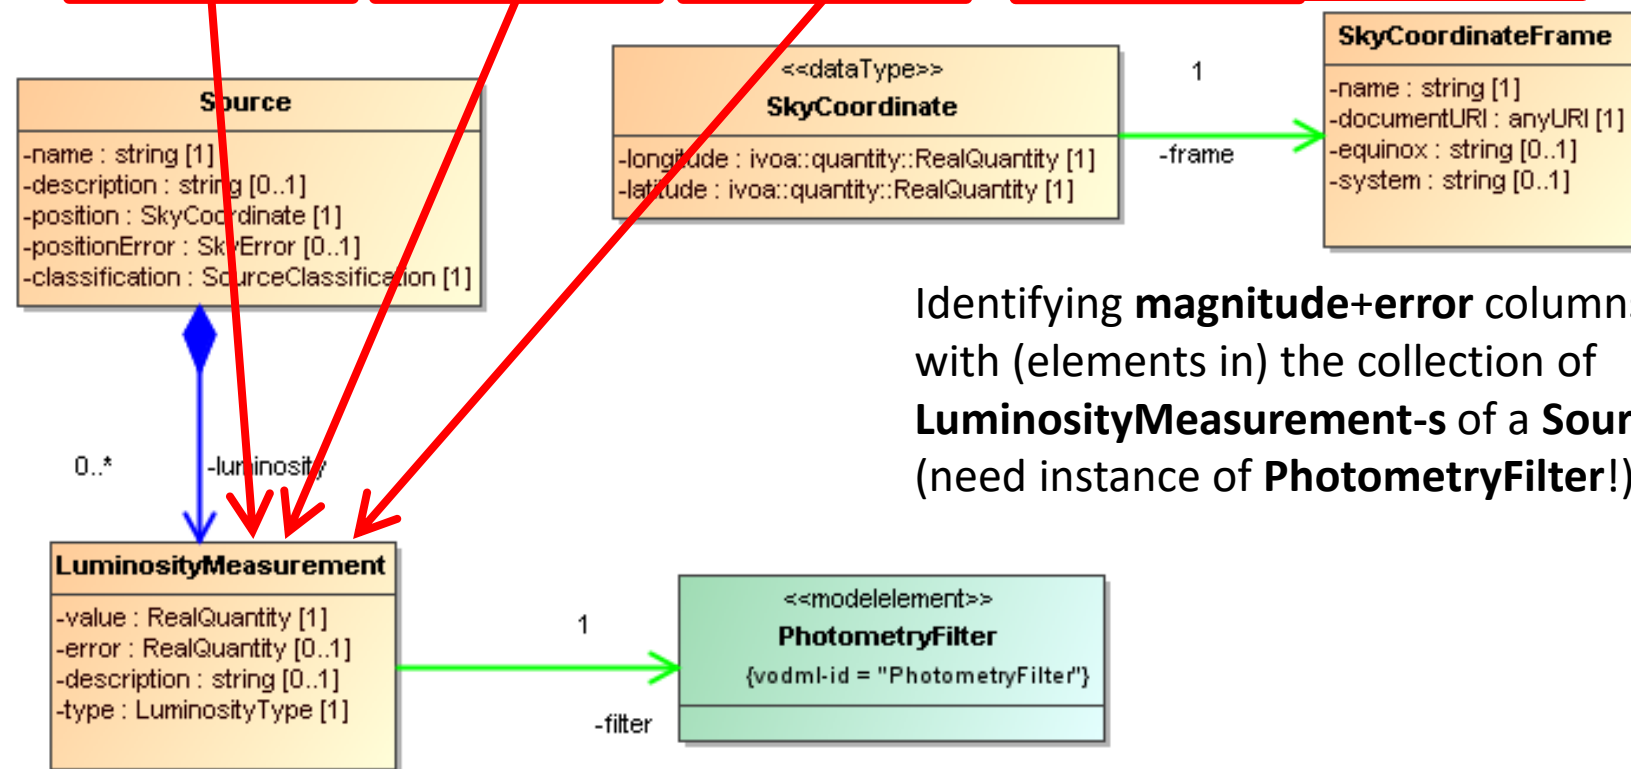 Source
-name : string [1]
-description : string [0..1]
-position : SkyCoordinate [1]
-positionError : SkyError [0..1]
-classification : SourceClassification [1]
<<dataType>>
SkyCoordinate
-longitude : ivoa::quantity::RealQuantity [1]
-latitude : ivoa::quantity::RealQuantity [1]
1
-frame
SkyCoordinateFrame
-name : string [1]
-documentURI : anyURI [1]
-equinox : string [0..1]
-system : string [0..1]
Identifying magnitude+error columns
with (elements in) the collection of
LuminosityMeasurement-s of a Sour
(need instance of PhotometryFilter!)
0..*
-luminosity
LuminosityMeasurement
-value : RealQuantity [1]
-error : RealQuantity [0..1]
-description : string [0..1]
-type : LuminosityType [1]
1
-filter
<<modelelement>>
PhotometryFilter
{vodml-id = "PhotometryFilter"}